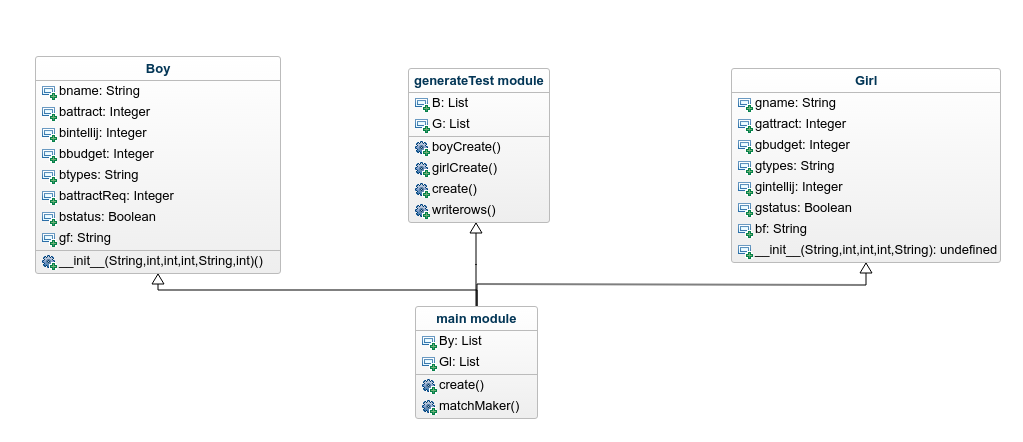 Boy
bname: String
battract: Integer
bintellij: Integer
bbudget: Integer
btypes: String
battractReq: Integer
bstatus: Boolean
gf: String
__init__(String,int,int,int,String,int)()
generateTest module
B: List
G: List
boyCreate()
girlCreate()
create()
writerows()
Girl
gname: String
gattract: Integer
gbudget: Integer
gtypes: String
gintellij: Integer
gstatus: Boolean
bf: String
__init__(String,int,int,int,String): undefined
main module
By: List
Gl: List
create()
matchMaker()